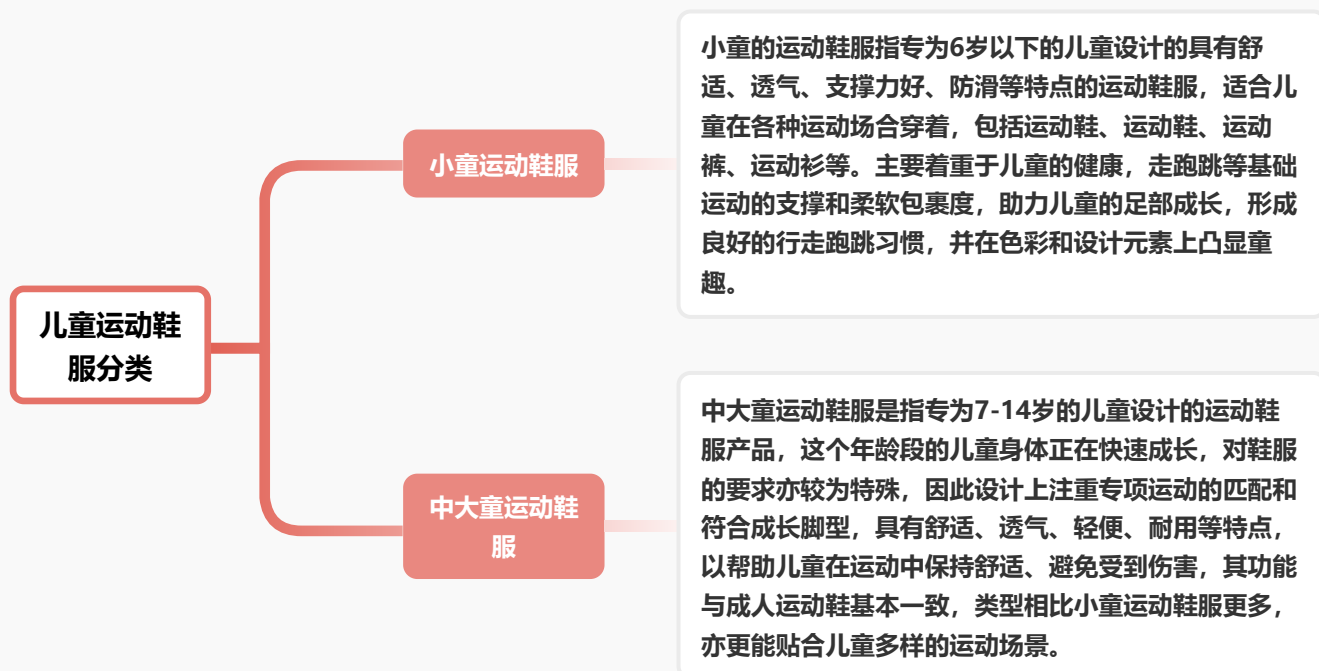 儿童运动鞋
服分类
小童运动鞋服
小童的运动鞋服指专为6岁以下的儿童设计的具有舒
适、透气、支撑力好、防滑等特点的运动鞋服，适合儿
童在各种运动场合穿着，包括运动鞋、运动鞋、运动
裤、运动衫等。主要着重于儿童的健康，走跑跳等基础
运动的支撑和柔软包裹度，助力儿童的足部成长，形成
良好的行走跑跳习惯，并在色彩和设计元素上凸显童
趣。
中大童运动鞋
服
中大童运动鞋服是指专为7-14岁的儿童设计的运动鞋
服产品，这个年龄段的儿童身体正在快速成长，对鞋服
的要求亦较为特殊，因此设计上注重专项运动的匹配和
符合成长脚型，具有舒适、透气、轻便、耐用等特点，
以帮助儿童在运动中保持舒适、避免受到伤害，其功能
与成人运动鞋基本一致，类型相比小童运动鞋服更多，
亦更能贴合儿童多样的运动场景。